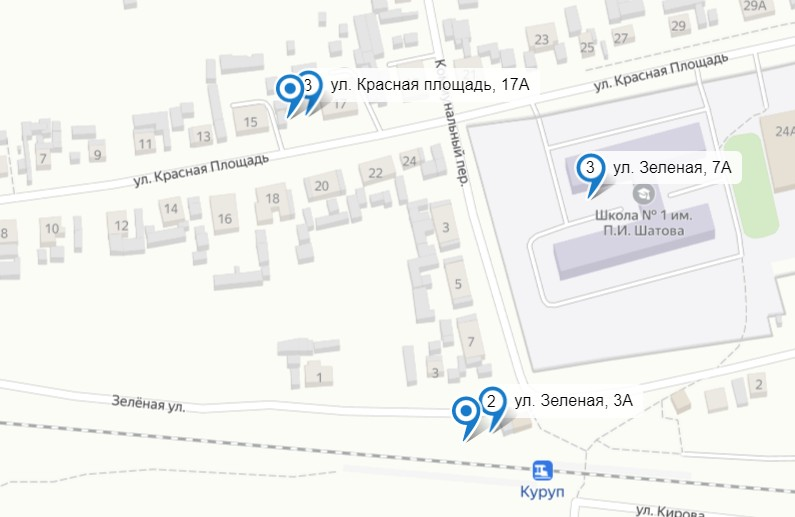 29А
23
25
27
29
ул. Красная Площадь
3
ул. Красная площадь, 17А
17
15
13
11
9
7
24А
ул. Красная Площадь
24
22
20
18
14
16
12
10
8
3
ул. Зеленая, 7А
Школа № 1 им.
П.И. Шатова
3
5
7
3
1
2
Зелёная ул.
2
ул. Зеленая, 3А
Куруп
ул. Кирова